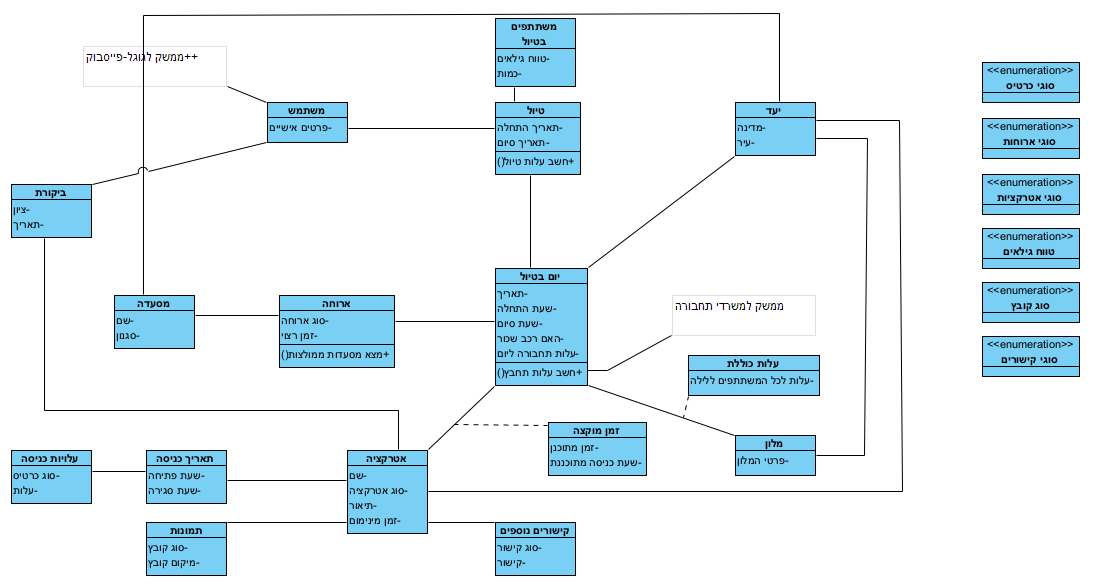 משתתפים
בטיול
-טווח גילאים
-כמות
++ממשק לגוגל-פייסבוק
משתמש
-פרטים אישיים
טיול
-תאריך התחלה
-תאריך סיום
+חשב עלות טיול()
יעד
-מדינה
-עיר
<<enumeration>>
סוגי כרטיס
<<enumeration>>
סוגי ארוחות
<<enumeration>>
סוגי אטרקציות
<<enumeration>>
טווח גילאים
<<enumeration>>
סוג קובץ
<<enumeration>>
סוגי קישורים
ביקורת
-ציון
-תאריך
מסעדה
-שם
-סגנון
ארוחה
-סוג ארוחה
-זמן רצוי
+מצא מסעדות ממולצות()
יום בטיול
-תאריך
-שעת התחלה
-שעת סיום
-האם רכב שכור
-עלות תחבורה ליום
+חשב עלות תחבץ()
ממשק למשרדי תחבורה
עלות כוללת
-עלות לכל המשתתפים ללילה
זמן מוקצה
-זמן מתוכנן
-שעת כניסה מתוכננת
מלון
-פרטי המלון
עלויות כניסה
-סוג כרטיס
-עלות
תאריך כניסה
-שעת פתיחה
-שעת סגירה
אטרקציה
-שם
-סוג אטרקציה
-תיאור
-זמן מינימום
תמונות
-סוג קובץ
-מיקום קובץ
קישורים נוספים
-סוג קישור
-קישור